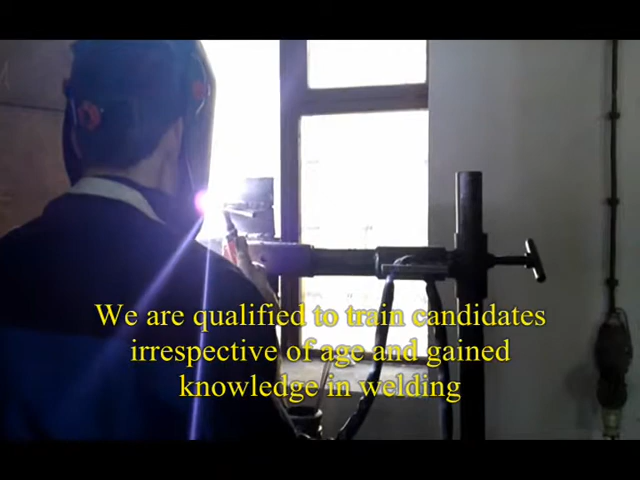 We are qualified to train candidates
irrespective of age and gained
knowledge in welding